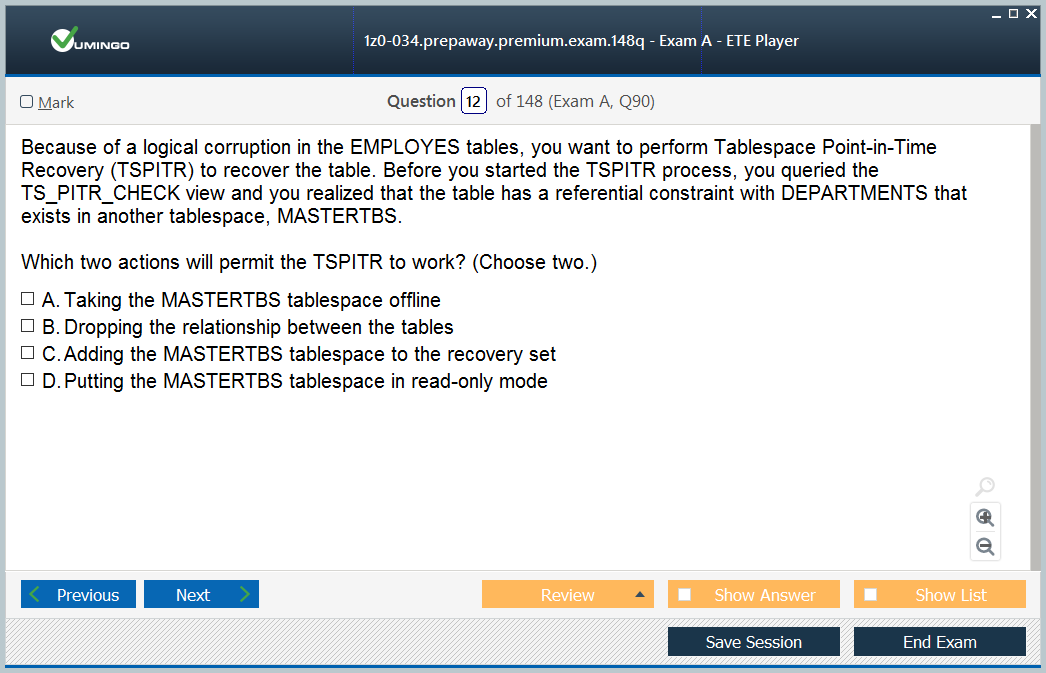 VUMINGO
1z0-034.prepaway.premium.exam.148q - Exam A - ETE Player
Mark
Question 12 of 148 (Exam A, Q90)
Because of a logical corruption in the EMPLOYES tables, you want to perform Tablespace Point-in-Time
Recovery (TSPITR) to recover the table. Before you started the TSPITR process, you queried the
TS_PITR_CHECK view and you realized that the table has a referential constraint with DEPARTMENTS that
exists in another tablespace, MASTERTBS.
Which two actions will permit the TSPITR to work? (Choose two.)
A. Taking the MASTERTBS tablespace offline
B. Dropping the relationship between the tables
C. Adding the MASTERTBS tablespace to the recovery set
D. Putting the MASTERTBS tablespace in read-only mode
Previous Next Review Show Answer Show List
Save Session End Exam